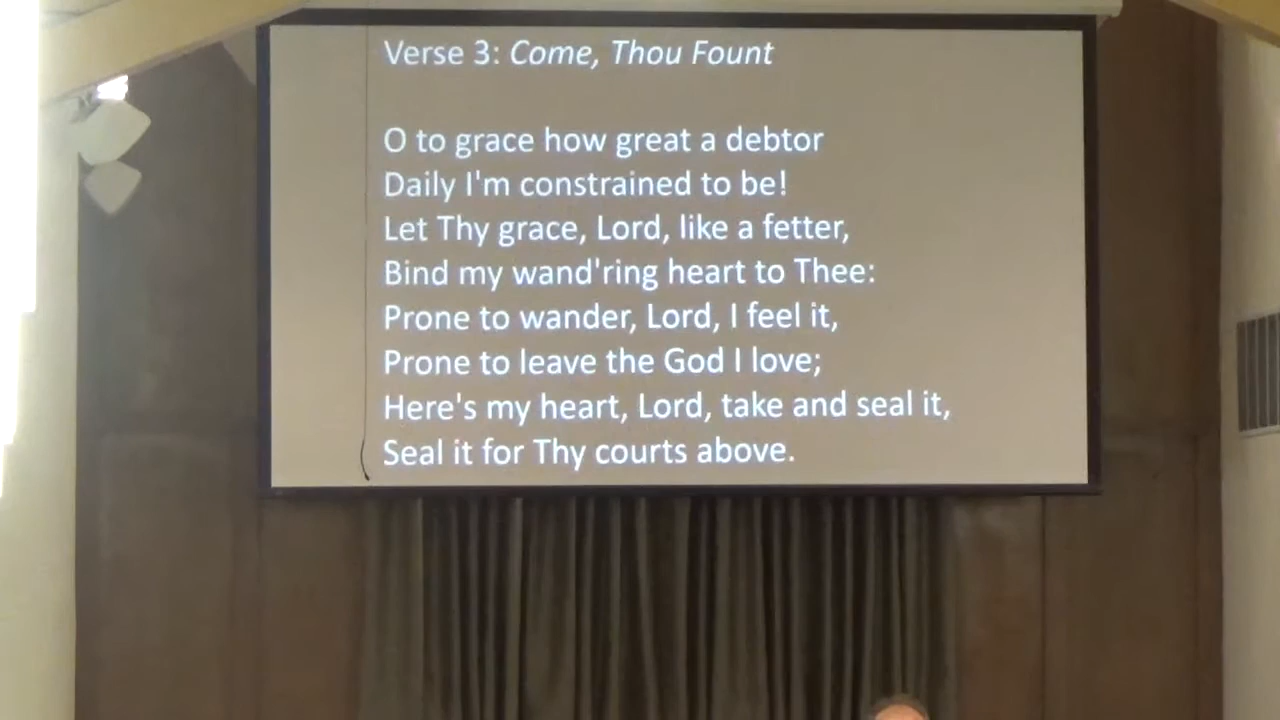 Verse 3: Come, Thou Fount
O to grace how great a debtor
Daily I'm constrained to be!
Let Thy grace, Lord, like a fetter,
Bind my wand'ring heart to Thee:
Prone to wander, Lord, I feel it,
Prone to leave the God I love;
Here's my heart, Lord, take and seal it,
Seal it for Thy courts above.